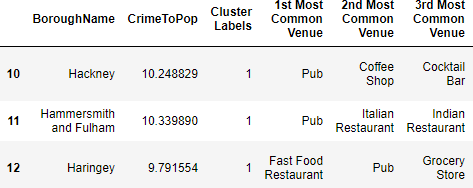 BoroughName CrimeToPop Cluster Labels 1st Most Common Venue 2nd Most Common Venue 3rd Most Common Venue
10 Hackney 10.248829 1 Pub Coffee Shop Cocktail Bar
11 Hammersmith and Fulham 10.339890 1 Pub Italian Restaurant Indian Restaurant
12 Haringey 9.791554 1 Fast Food Restaurant Pub Grocery Store